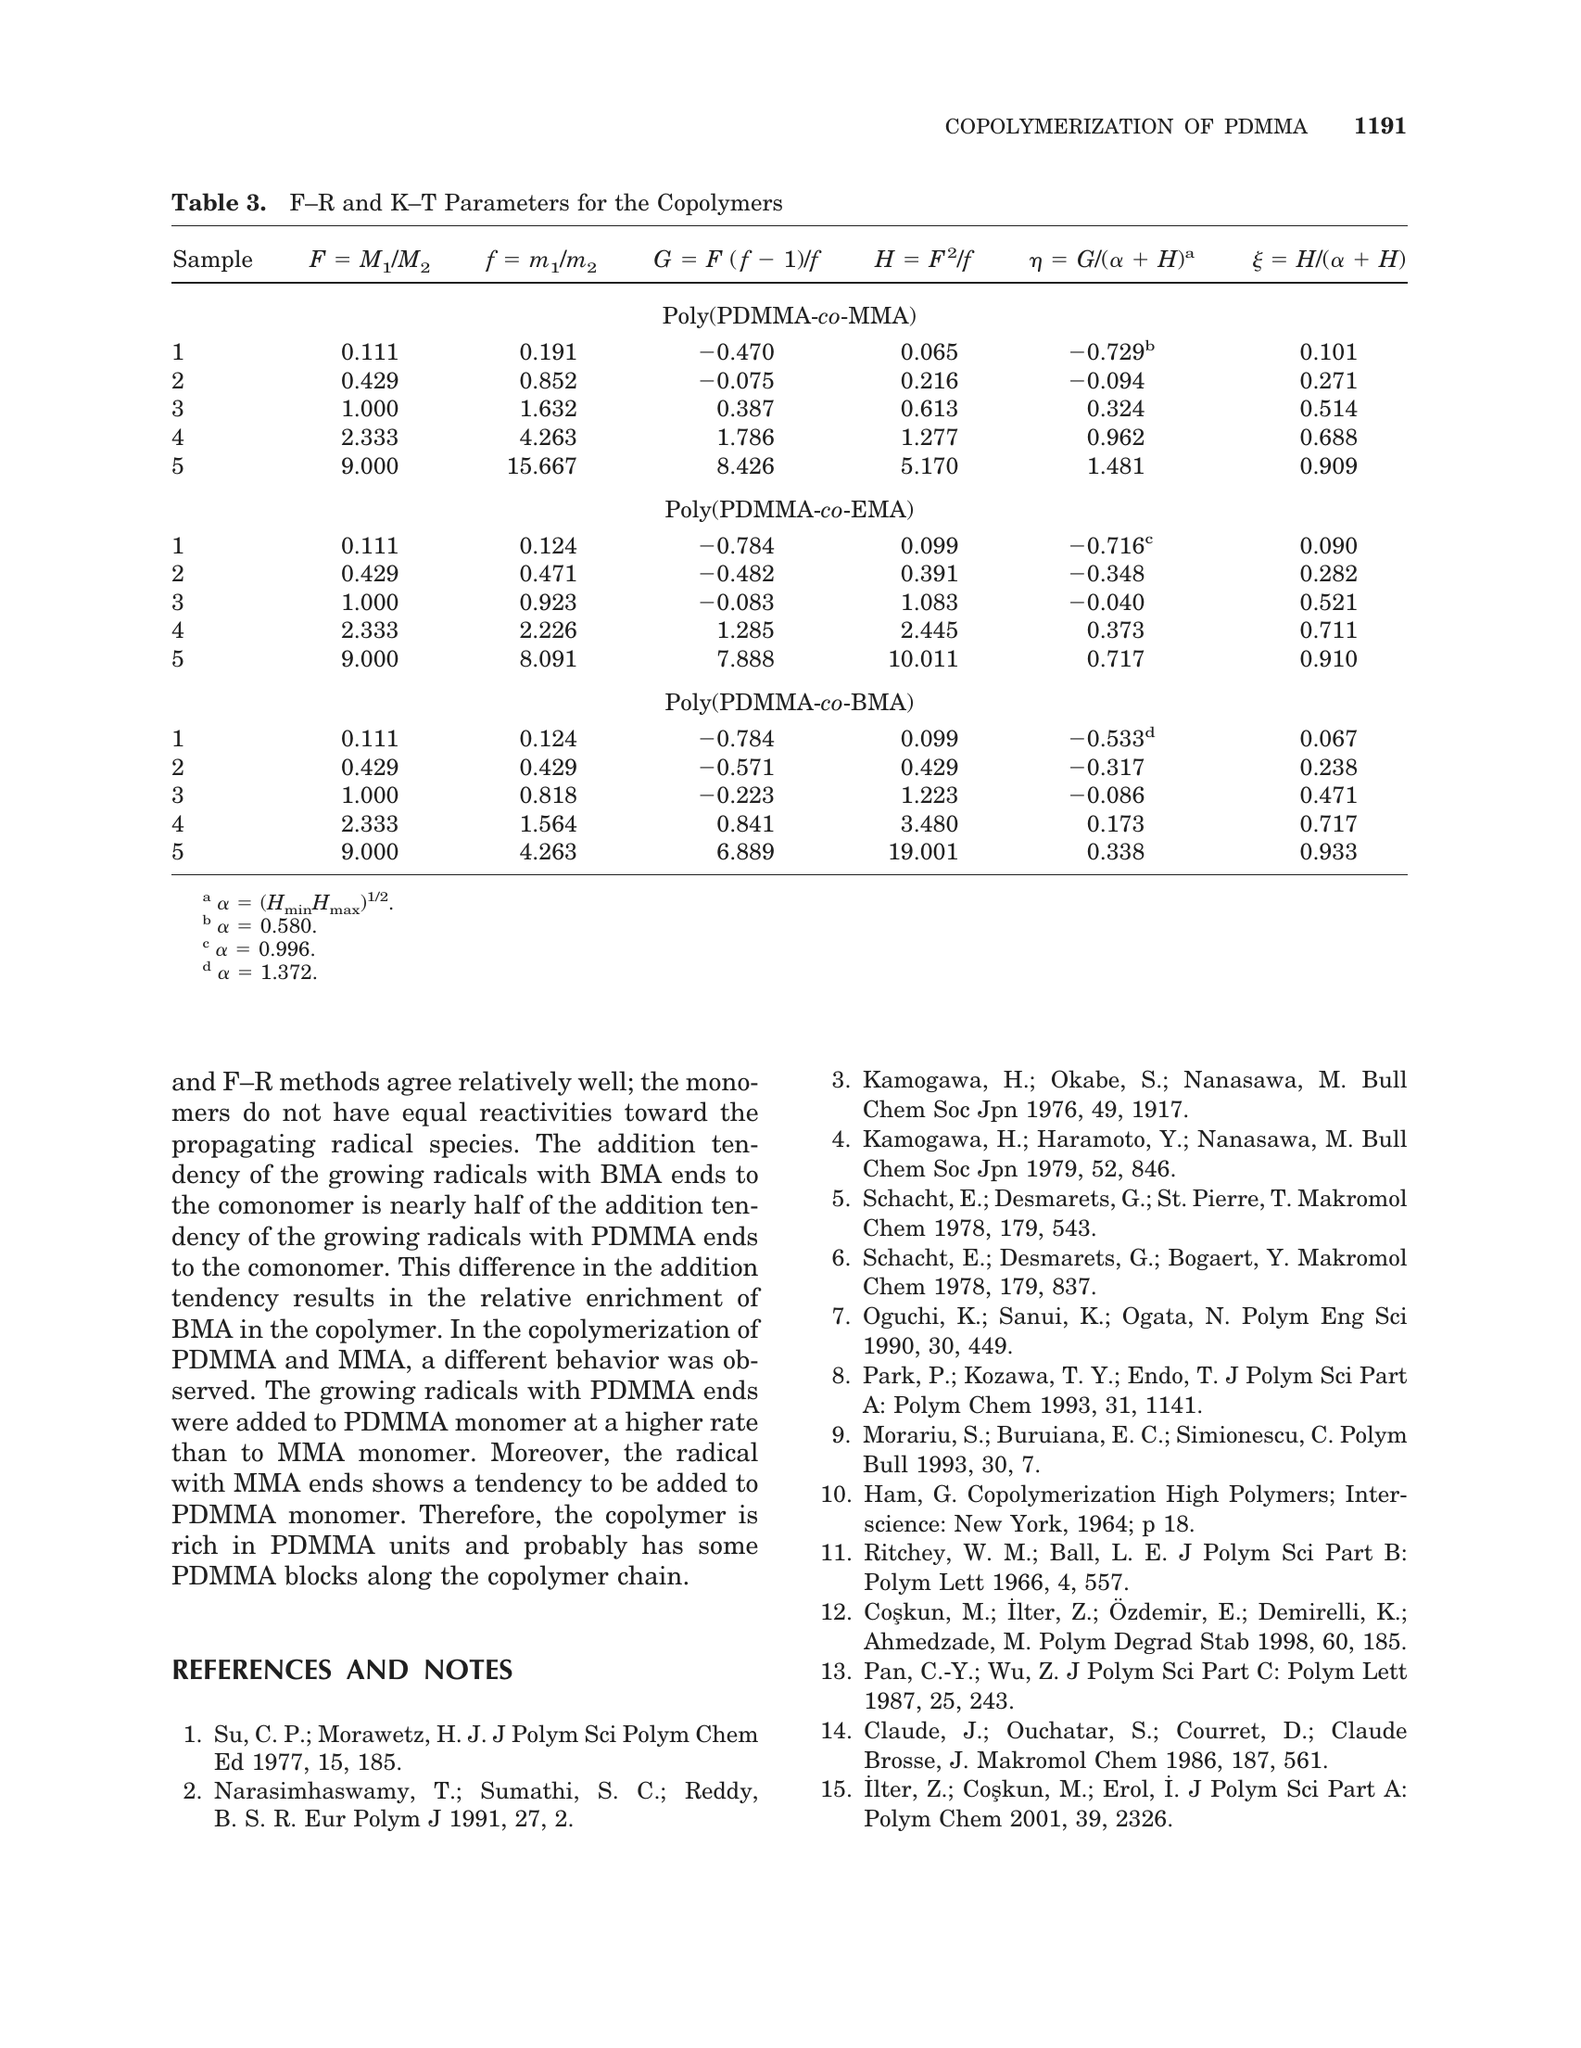 COPOLYMERIZATION OF PDMMA 1191
Table 3. F–R and K–T Parameters for the Copolymers
Sample F = M1/M2 f = m1/m2 G = F (f − 1)/f H = F²/f η = G/(α + H)ᵃ ξ = H/(α + H)
Poly(PDMMA-co-MMA)
1 0.111 0.191 −0.470 0.065 −0.729ᵇ 0.101
2 0.429 0.852 −0.075 0.216 −0.094 0.271
3 1.000 1.632 0.387 0.613 0.324 0.514
4 2.333 4.263 1.786 1.277 0.962 0.688
5 9.000 15.667 8.426 5.170 1.481 0.909
Poly(PDMMA-co-EMA)
1 0.111 0.124 −0.784 0.099 −0.716ᶜ 0.090
2 0.429 0.471 −0.482 0.391 −0.348 0.282
3 1.000 0.923 −0.083 1.083 −0.040 0.521
4 2.333 2.226 1.285 2.445 0.373 0.711
5 9.000 8.091 7.888 10.011 0.717 0.910
Poly(PDMMA-co-BMA)
1 0.111 0.124 −0.784 0.099 −0.533ᵈ 0.067
2 0.429 0.429 −0.571 0.429 −0.317 0.238
3 1.000 0.818 −0.223 1.223 −0.086 0.471
4 2.333 1.564 0.841 3.480 0.173 0.717
5 9.000 4.263 6.889 19.001 0.338 0.933
ᵃ α = (HminHmax)1/2.
ᵇ α = 0.580.
ᶜ α = 0.996.
ᵈ α = 1.372.
and F–R methods agree relatively well; the mono-
mers do not have equal reactivities toward the
propagating radical species. The addition ten-
dency of the growing radicals with BMA ends to
the comonomer is nearly half of the addition ten-
dency of the growing radicals with PDMMA ends
to the comonomer. This difference in the addition
tendency results in the relative enrichment of
BMA in the copolymer. In the copolymerization of
PDMMA and MMA, a different behavior was ob-
served. The growing radicals with PDMMA ends
were added to PDMMA monomer at a higher rate
than to MMA monomer. Moreover, the radical
with MMA ends shows a tendency to be added to
PDMMA monomer. Therefore, the copolymer is
rich in PDMMA units and probably has some
PDMMA blocks along the copolymer chain.
REFERENCES AND NOTES
1. Su, C. P.; Morawetz, H. J. J Polym Sci Polym Chem
Ed 1977, 15, 185.
2. Narasimhaswamy, T.; Sumathi, S. C.; Reddy,
B. S. R. Eur Polym J 1991, 27, 2.
3. Kamogawa, H.; Okabe, S.; Nanasawa, M. Bull
Chem Soc Jpn 1976, 49, 1917.
4. Kamogawa, H.; Haramoto, Y.; Nanasawa, M. Bull
Chem Soc Jpn 1979, 52, 846.
5. Schacht, E.; Desmarets, G.; St. Pierre, T. Makromol
Chem 1978, 179, 543.
6. Schacht, E.; Desmarets, G.; Bogaert, Y. Makromol
Chem 1978, 179, 837.
7. Oguchi, K.; Sanui, K.; Ogata, N. Polym Eng Sci
1990, 30, 449.
8. Park, P.; Kozawa, T. Y.; Endo, T. J Polym Sci Part
A: Polym Chem 1993, 31, 1141.
9. Morariu, S.; Buruiana, E. C.; Simionescu, C. Polym
Bull 1993, 30, 7.
10. Ham, G. Copolymerization High Polymers; Inter-
science: New York, 1964; p 18.
11. Ritchey, W. M.; Ball, L. E. J Polym Sci Part B:
Polym Lett 1966, 4, 557.
12. Coşkun, M.; İlter, Z.; Özdemir, E.; Demirelli, K.;
Ahmedzade, M. Polym Degrad Stab 1998, 60, 185.
13. Pan, C.-Y.; Wu, Z. J Polym Sci Part C: Polym Lett
1987, 25, 243.
14. Claude, J.; Ouchatar, S.; Courret, D.; Claude
Brosse, J. Makromol Chem 1986, 187, 561.
15. İlter, Z.; Coşkun, M.; Erol, İ. J Polym Sci Part A:
Polym Chem 2001, 39, 2326.